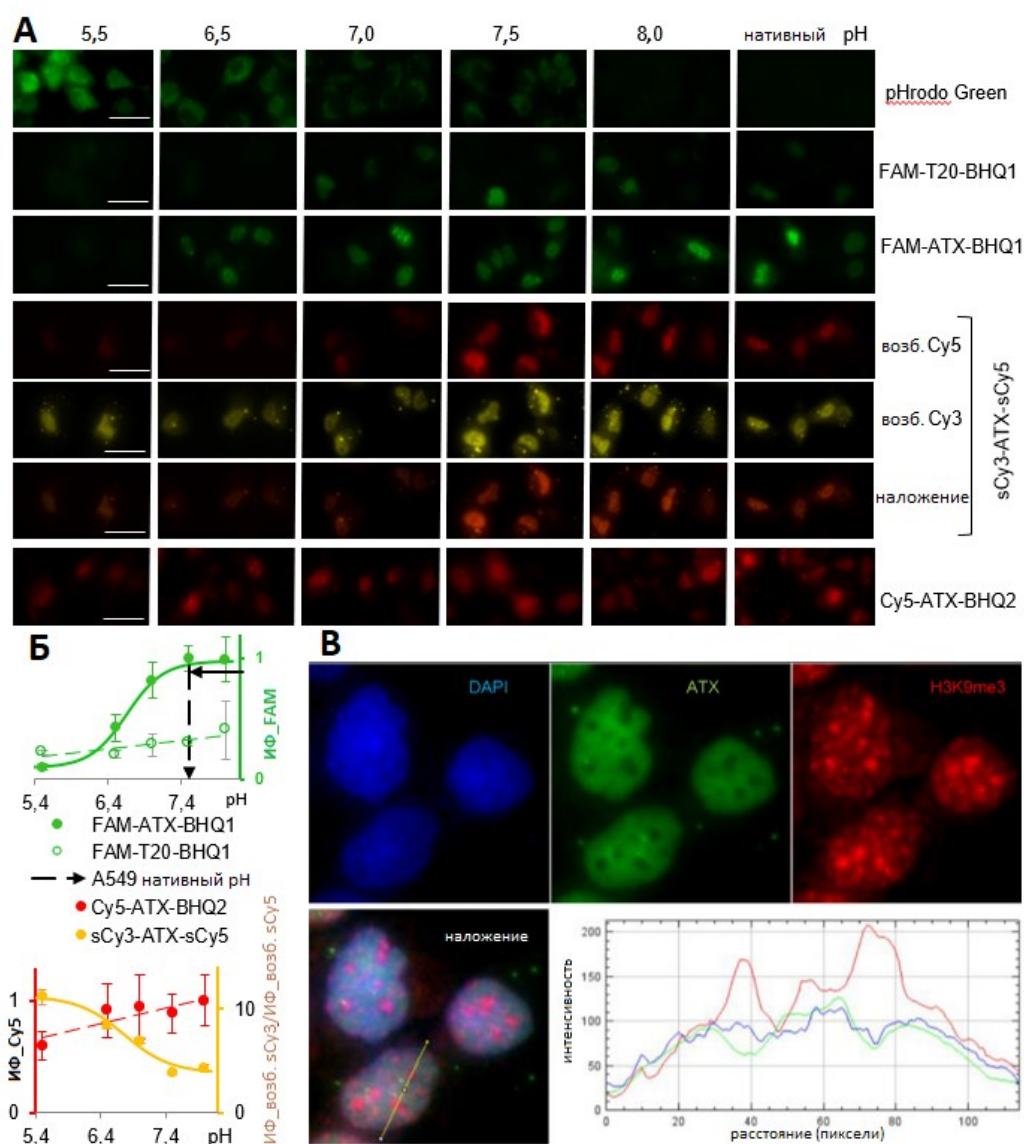 А
5,5 6,5 7,0 7,5 8,0 нативный pH
pHrodo Green
FAM-T20-BHQ1
FAM-ATX-BHQ1
возб. Cy5
возб. Cy3
наложение
sCy3-ATX-sCy5
Cy5-ATX-BHQ2
Б
1
ИФ_FAM
0
5,4 6,4 7,4 pH
FAM-ATX-BHQ1
FAM-T20-BHQ1
A549 нативный pH
Cy5-ATX-BHQ2
sCy3-ATX-sCy5
1
ИФ_Cy5
0
10
0
ИФ_возб. sCy3/ИФ_возб. sCy5
5.4 6.4 7.4 pH
В
DAPI
ATX
H3K9me3
наложение
интенсивность
200
150
100
50
0
0 20 40 60 80 100
расстояние (пиксели)